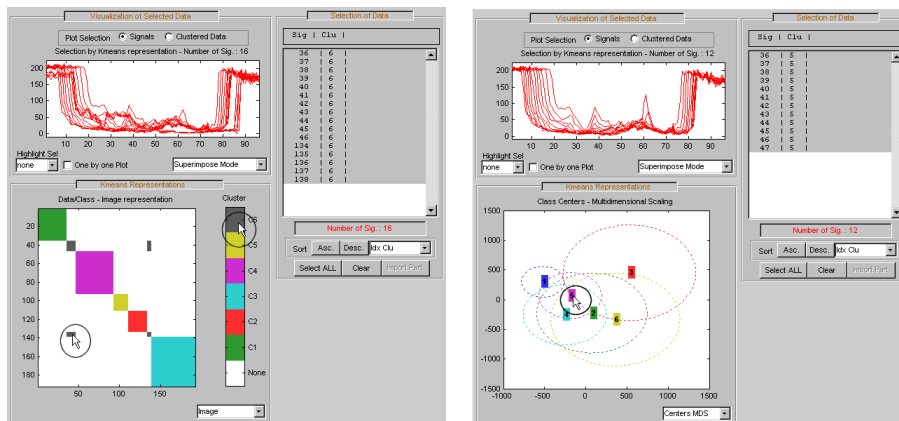 Visualization of Selected Data
Plot Selection Signals Clustered Data
Selection by Kmeans representation - Number of Sig. : 16
200
150
100
50
0
10 20 30 40 50 60 70 80 90
Highlight Sel
none One by one Plot Superimpose Mode
Kmeans Representations
Data/Class - Image representation
Cluster
20
40
60
80
100
120
140
160
180
50 100 150
C6
C5
C4
C3
C2
C1
None
Image
Selection of Data
Sig | Clu |
36 | 6 |
37 | 6 |
38 | 6 |
39 | 6 |
40 | 6 |
41 | 6 |
42 | 6 |
43 | 6 |
44 | 6 |
45 | 6 |
46 | 6 |
134 | 6 |
135 | 6 |
136 | 6 |
137 | 6 |
138 | 6 |
Number of Sig. : 16
Sort Asc. Desc. Idx Clu
Select ALL Clear Import Part.
Visualization of Selected Data
Plot Selection Signals Clustered Data
Selection by Kmeans representation - Number of Sig. : 12
200
150
100
50
0
10 20 30 40 50 60 70 80 90
Highlight Sel
none One by one Plot Superimpose Mode
Kmeans Representations
Class Centers - Multidimensional Scaling
1500
1000
500
0
-500
-1000
-1500
-1000 -500 0 500 1000 1500
1
3
5
4
2
6
Centers MDS
Selection of Data
Sig | Clu |
36 | 5 |
37 | 5 |
38 | 5 |
39 | 5 |
40 | 5 |
41 | 5 |
42 | 5 |
43 | 5 |
44 | 5 |
45 | 5 |
46 | 5 |
47 | 5 |
Number of Sig. : 12
Sort Asc. Desc. Idx Clu
Select ALL Clear Import Part.